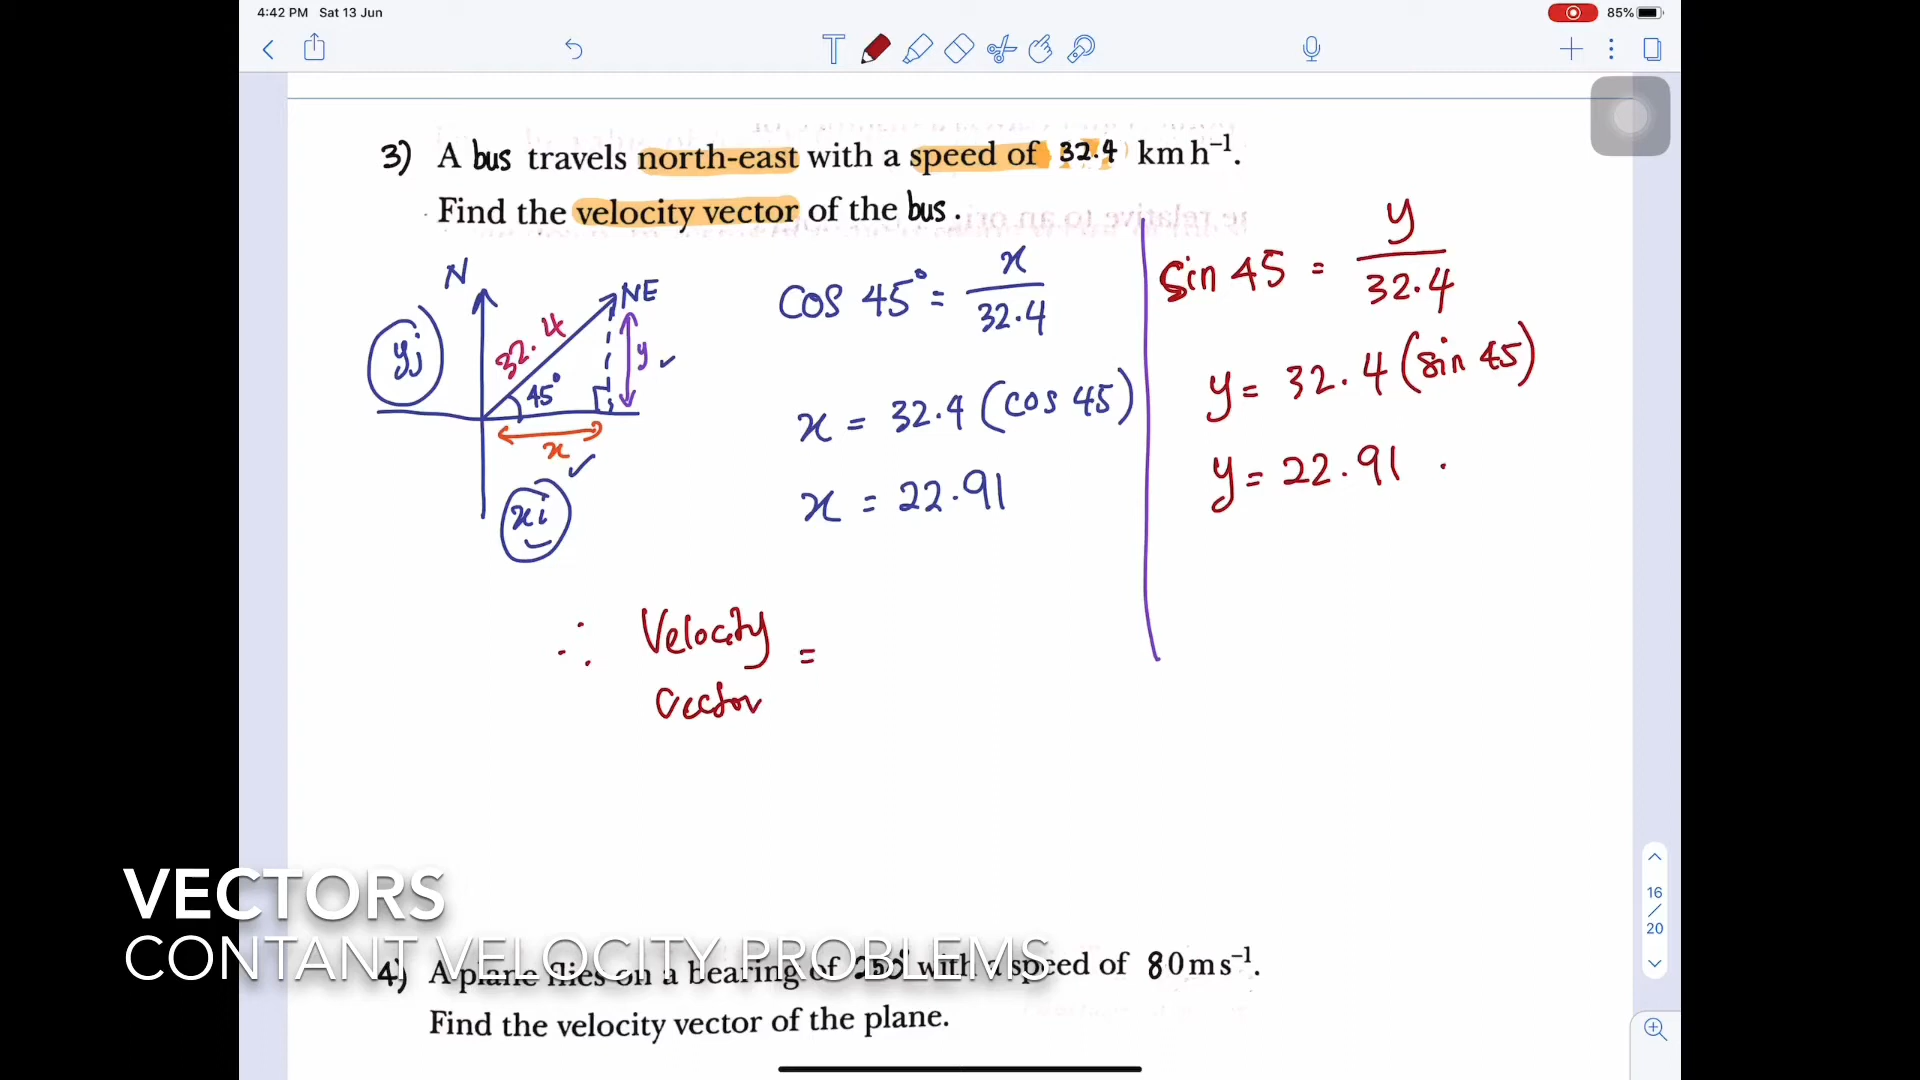 4:42 PM Sat 13 Jun
85%
3) A bus travels north-east with a speed of 32.4 km h⁻¹.
Find the velocity vector of the bus.
N
NE
yj
32.4
45°
y
x
xi
cos 45° = x / 32.4
x = 32.4 (cos 45)
x = 22.91
sin 45 = y / 32.4
y = 32.4 (sin 45)
y = 22.91
∴ Velocity vector =
VECTORS
CONTANT VELOCITY PROBLEMS
4) A plane flies on a bearing of with a speed of 80 m s⁻¹.
Find the velocity vector of the plane.
16
/
20